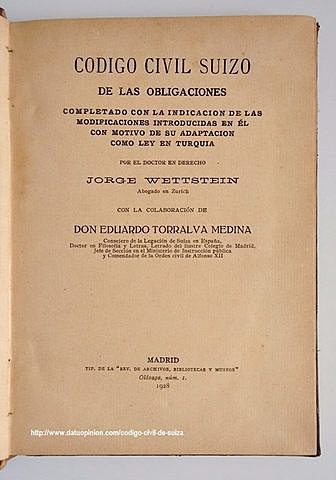 CODIGO CIVIL SUIZO
DE LAS OBLIGACIONES
COMPLETADO CON LA INDICACION DE LAS
MODIFICACIONES INTRODUCIDAS EN ÉL
CON MOTIVO DE SU ADAPTACION
COMO LEY EN TURQUIA
POR EL DOCTOR EN DERECHO
JORGE WETTSTEIN
Abogado en Zurich
CON LA COLABORACIÓN DE
DON EDUARDO TORRALVA MEDINA
Consejero de la Legación de Suiza en España,
Doctor en Filosofía y Letras, Letrado del ilustre Colegio de Madrid,
Jefe de Sección en el Ministerio de Instrucción pública
y Comendador de la Orden civil de Alfonso XII
MADRID
TIP. DE LA "REV. DE ARCHIVOS, BIBLIOTECAS Y MUSEOS"
Olózaga, núm. 1.
1928
http://www.datuopinion.com/codigo-civil-de-suiza